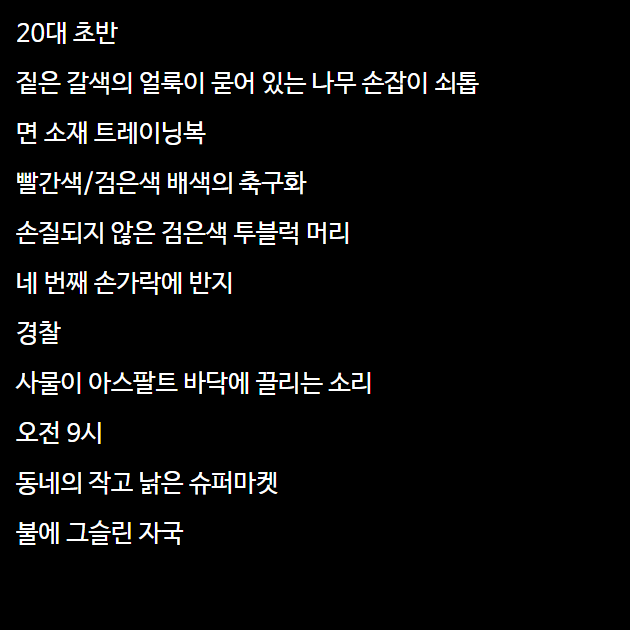 20대 초반
짙은 갈색의 얼룩이 묻어 있는 나무 손잡이 쇠톱
면 소재 트레이닝복
빨간색/검은색 배색의 축구화
손질되지 않은 검은색 투블럭 머리
네 번째 손가락에 반지
경찰
사물이 아스팔트 바닥에 끌리는 소리
오전 9시
동네의 작고 낡은 슈퍼마켓
불에 그슬린 자국